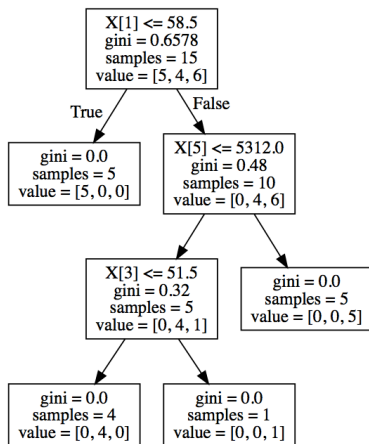 X[1] <= 58.5
gini = 0.6578
samples = 15
value = [5, 4, 6]
True
False
gini = 0.0
samples = 5
value = [5, 0, 0]
X[5] <= 5312.0
gini = 0.48
samples = 10
value = [0, 4, 6]
X[3] <= 51.5
gini = 0.32
samples = 5
value = [0, 4, 1]
gini = 0.0
samples = 5
value = [0, 0, 5]
gini = 0.0
samples = 4
value = [0, 4, 0]
gini = 0.0
samples = 1
value = [0, 0, 1]